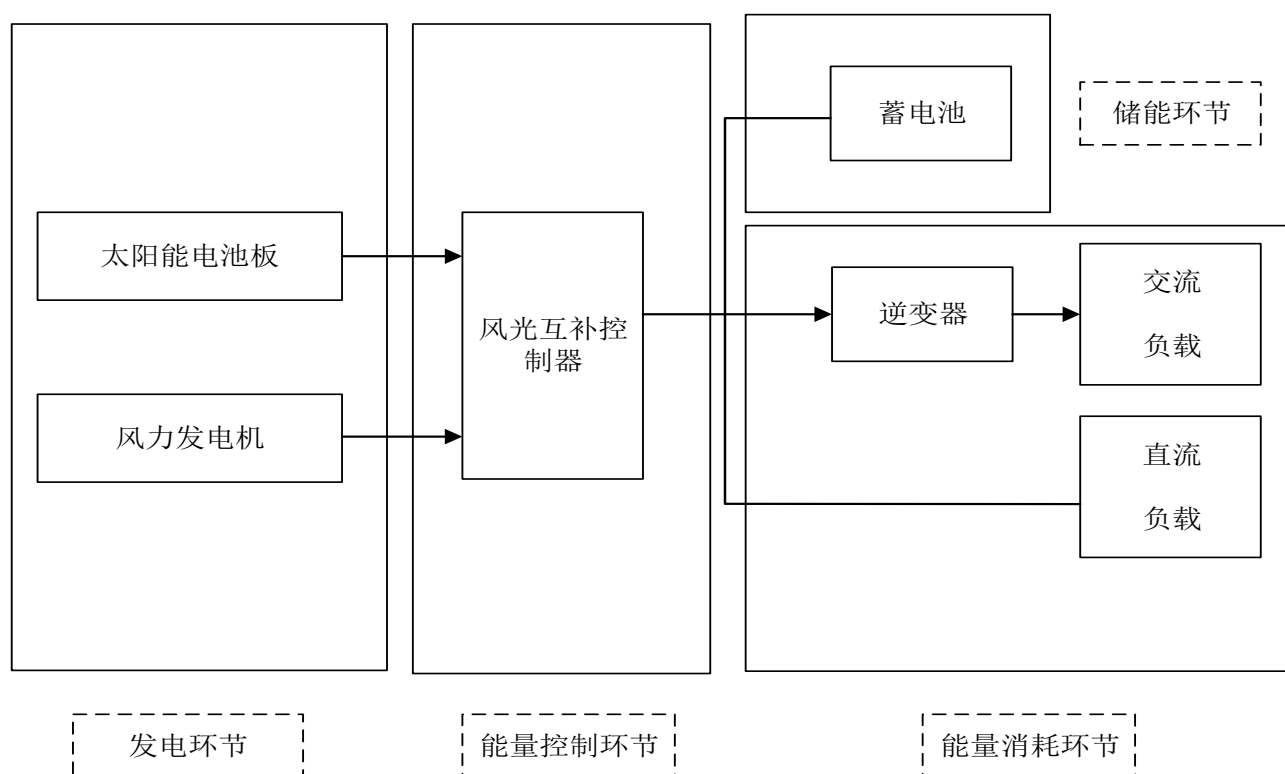 蓄电池
储能环节
太阳能电池板
风光互补控
制器
逆变器
交流
负载
风力发电机
直流
负载
发电环节
能量控制环节
能量消耗环节